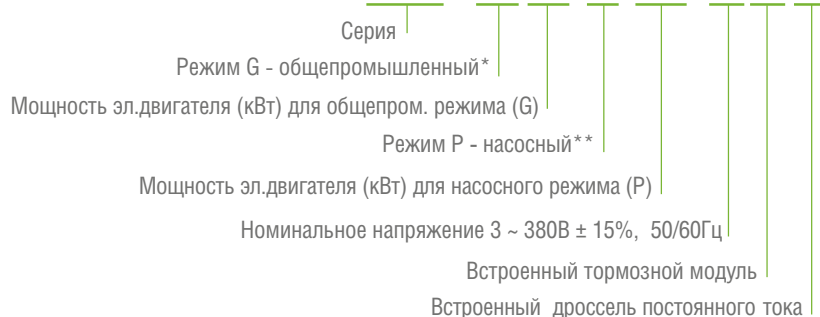 Серия
Режим G - общепромышленный*
Мощность эл.двигателя (кВт) для общепром. режима (G)
Режим P - насосный**
Мощность эл.двигателя (кВт) для насосного режима (P)
Номинальное напряжение 3 ~ 380В ± 15%, 50/60Гц
Встроенный тормозной модуль
Встроенный дроссель постоянного тока